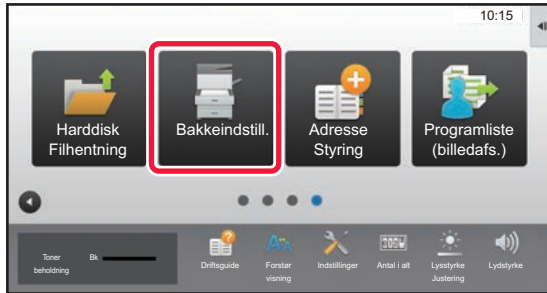 10:15
Harddisk
Filhentning
Bakkeindstill.
Adresse
Styring
Programliste
(billedafs.)
Toner
beholdning
Bk
Driftsguide
Forstør
visning
Indstillinger
Antal i alt
Lysstyrke
Justering
Lydstyrke